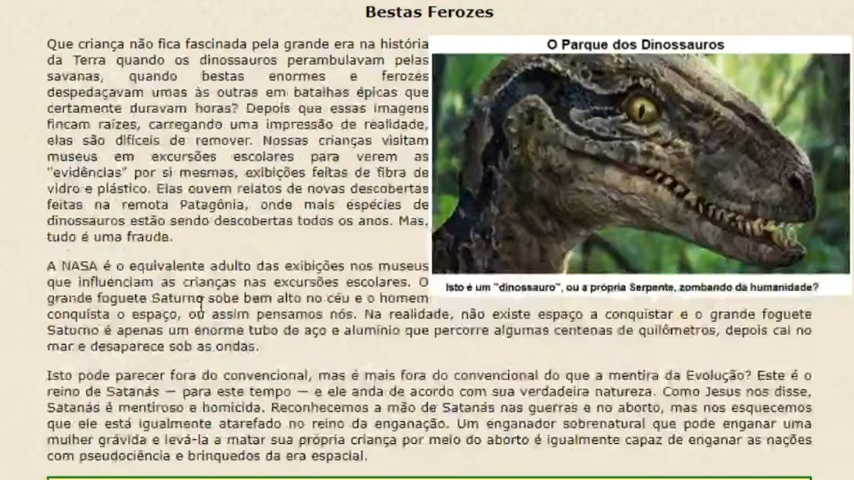 Bestas Ferozes
Que criança não fica fascinada pela grande era na história
da Terra quando os dinossauros perambulavam pelas
savanas, quando bestas enormes e ferozes
despedaçavam umas às outras em batalhas épicas que
certamente duravam horas? Depois que essas imagens
fincam raízes, carregando uma impressão de realidade,
elas são difíceis de remover. Nossas crianças visitam
museus em excursões escolares para verem as
"evidências" por si mesmas, exibições feitas de fibra de
vidro e plástico. Elas ouvem relatos de novas descobertas
feitas na remota Patagônia, onde mais espécies de
dinossauros estão sendo descobertas todos os anos. Mas,
tudo é uma fraude.
O Parque dos Dinossauros
Isto é um "dinossauro", ou a própria Serpente, zombando da humanidade?
A NASA é o equivalente adulto das exibições nos museus
que influenciam as crianças nas excursões escolares. O
grande foguete Saturno sobe bem alto no céu e o homem
conquista o espaço, ou assim pensamos nós. Na realidade, não existe espaço a conquistar e o grande foguete
Saturno é apenas um enorme tubo de aço e alumínio que percorre algumas centenas de quilômetros, depois cai no
mar e desaparece sob as ondas.
Isto pode parecer fora do convencional, mas é mais fora do convencional do que a mentira da Evolução? Este é o
reino de Satanás — para este tempo — e ele anda de acordo com sua verdadeira natureza. Como Jesus nos disse,
Satanás é mentiroso e homicida. Reconhecemos a mão de Satanás nas guerras e no aborto, mas nos esquecemos
que ele está igualmente atarefado no reino da enganação. Um enganador sobrenatural que pode enganar uma
mulher grávida e levá-la a matar sua própria criança por meio do aborto é igualmente capaz de enganar as nações
com pseudociência e brinquedos da era espacial.